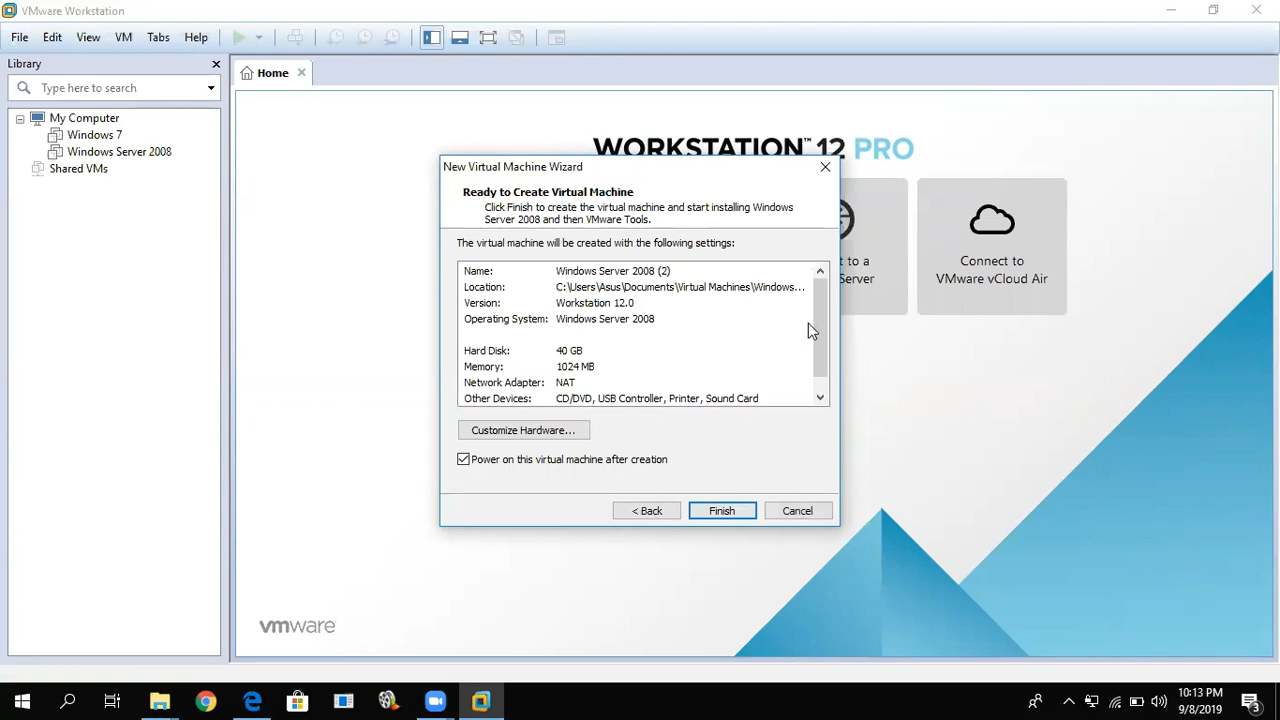 VMware Workstation
File Edit View VM Tabs Help
Library
Type here to search
My Computer
Windows 7
Windows Server 2008
Shared VMs
Home
WORKSTATION™ 12 PRO
New Virtual Machine Wizard
Ready to Create Virtual Machine
Click Finish to create the virtual machine and start installing Windows
Server 2008 and then VMware Tools.
The virtual machine will be created with the following settings:
Name: Windows Server 2008 (2)
Location: C:\Users\Asus\Documents\Virtual Machines\Windows...
Version: Workstation 12.0
Operating System: Windows Server 2008
Hard Disk: 40 GB
Memory: 1024 MB
Network Adapter: NAT
Other Devices: CD/DVD, USB Controller, Printer, Sound Card
Customize Hardware...
Power on this virtual machine after creation
< Back Finish Cancel
t to a
Server
Connect to
VMware vCloud Air
vmware
10:13 PM
9/8/2019
3